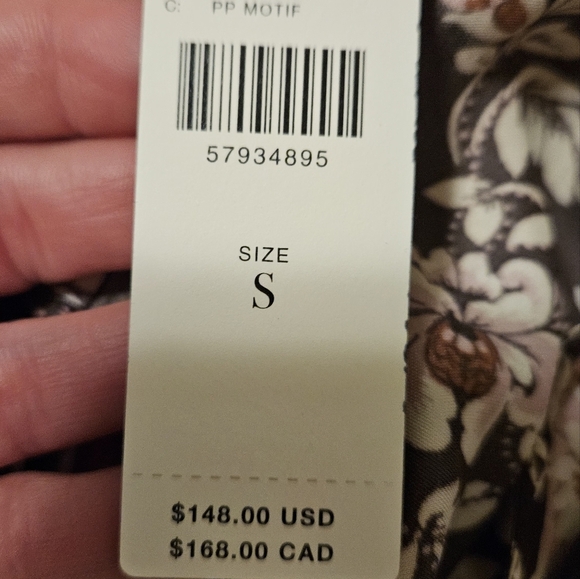 C: PP MOTIF
57934895
SIZE
S
$148.00 USD
$168.00 CAD